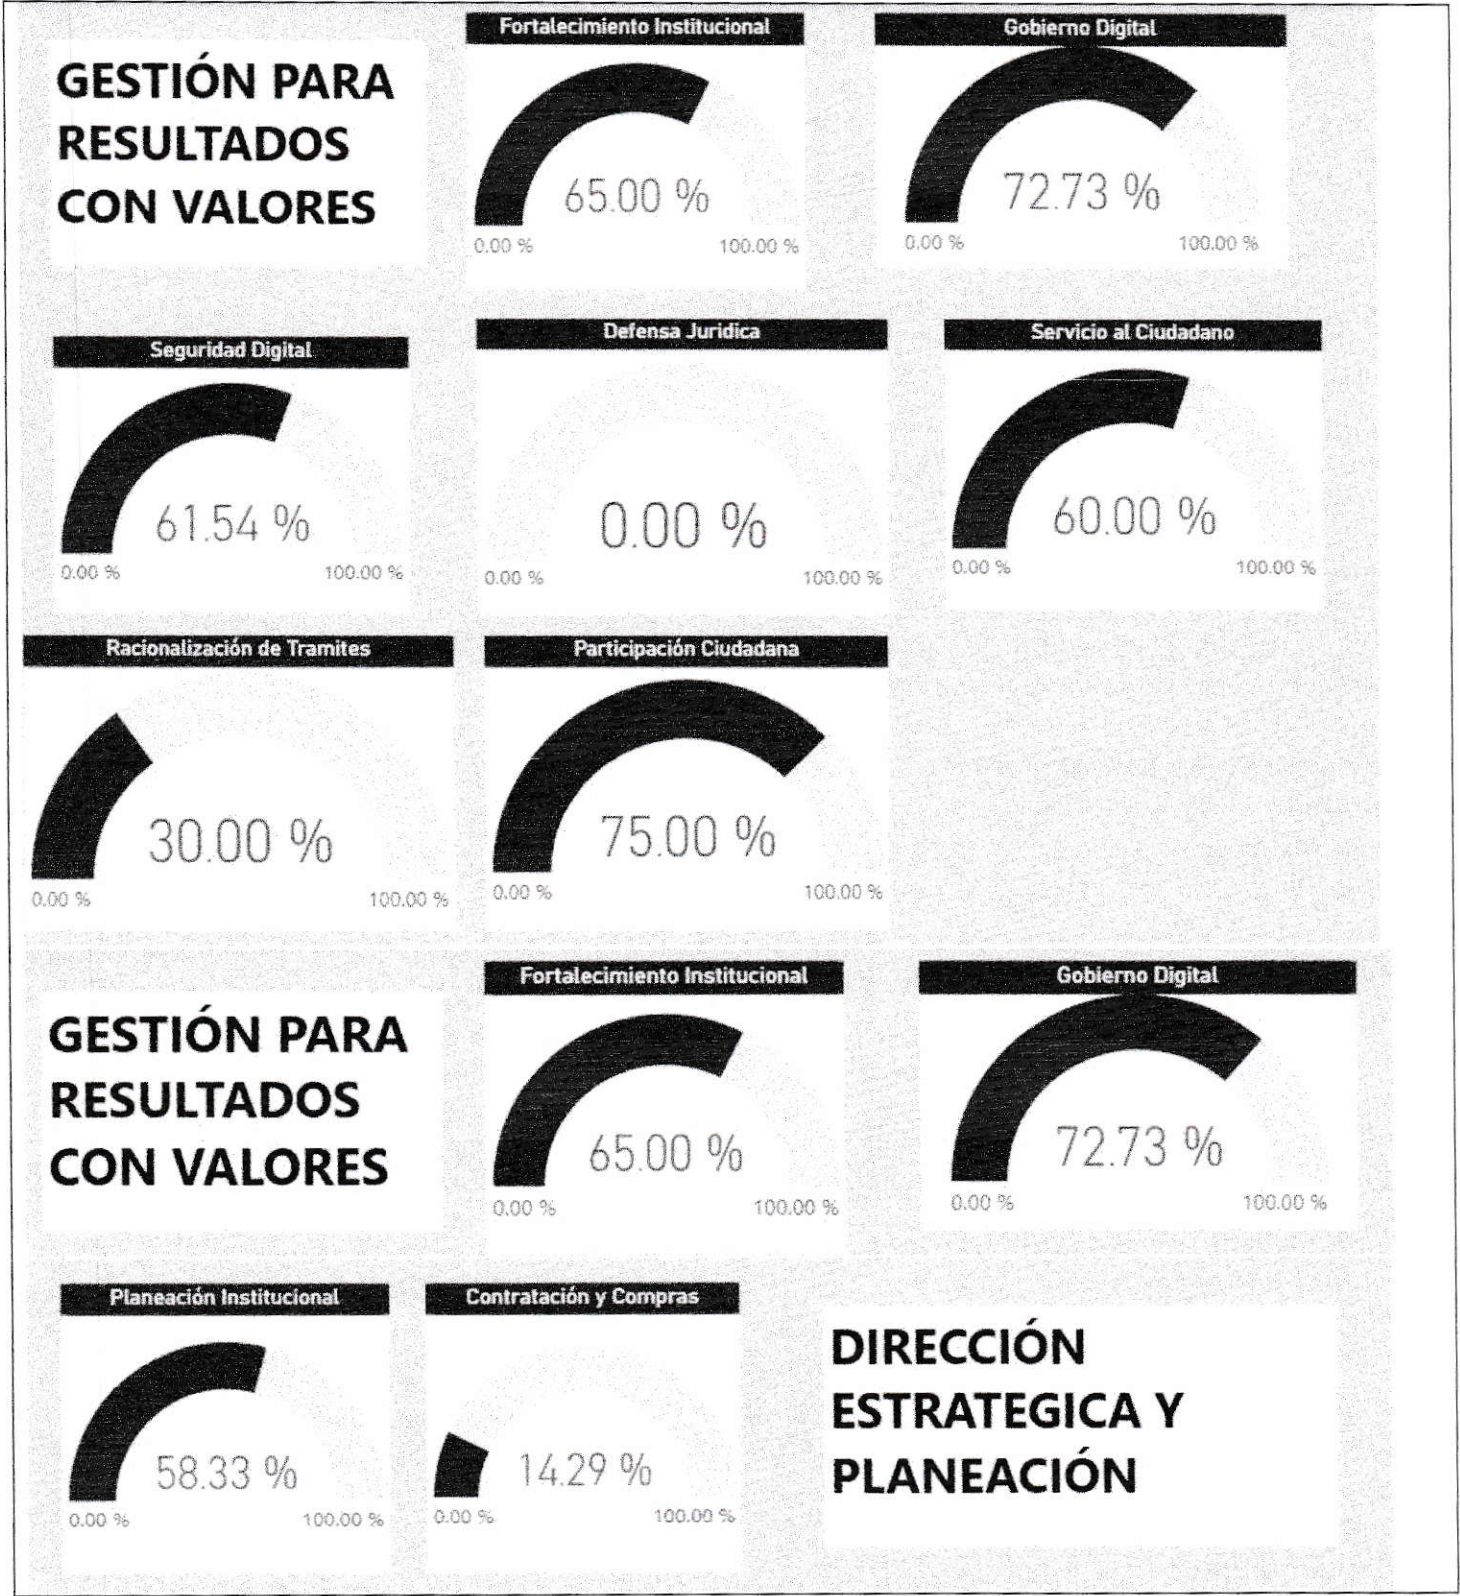 GESTIÓN PARA
RESULTADOS
CON VALORES
Fortalecimiento Institucional
65.00 %
0.00 %
100.00 %
Gobierno Digital
72.73 %
0.00 %
100.00 %
Seguridad Digital
61.54 %
0.00 %
100.00 %
Defensa Juridica
0.00 %
0.00 %
100.00 %
Servicio al Ciudadano
60.00 %
0.00 %
100.00 %
Racionalización de Tramites
30.00 %
0.00 %
100.00 %
Participación Ciudadana
75.00 %
0.00 %
100.00 %
GESTIÓN PARA
RESULTADOS
CON VALORES
Fortalecimiento Institucional
65.00 %
0.00 %
100.00 %
Gobierno Digital
72.73 %
0.00 %
100.00 %
Planeación Institucional
58.33 %
0.00 %
100.00 %
Contratación y Compras
14.29 %
0.00 %
100.00 %
DIRECCIÓN
ESTRATEGICA Y
PLANEACIÓN